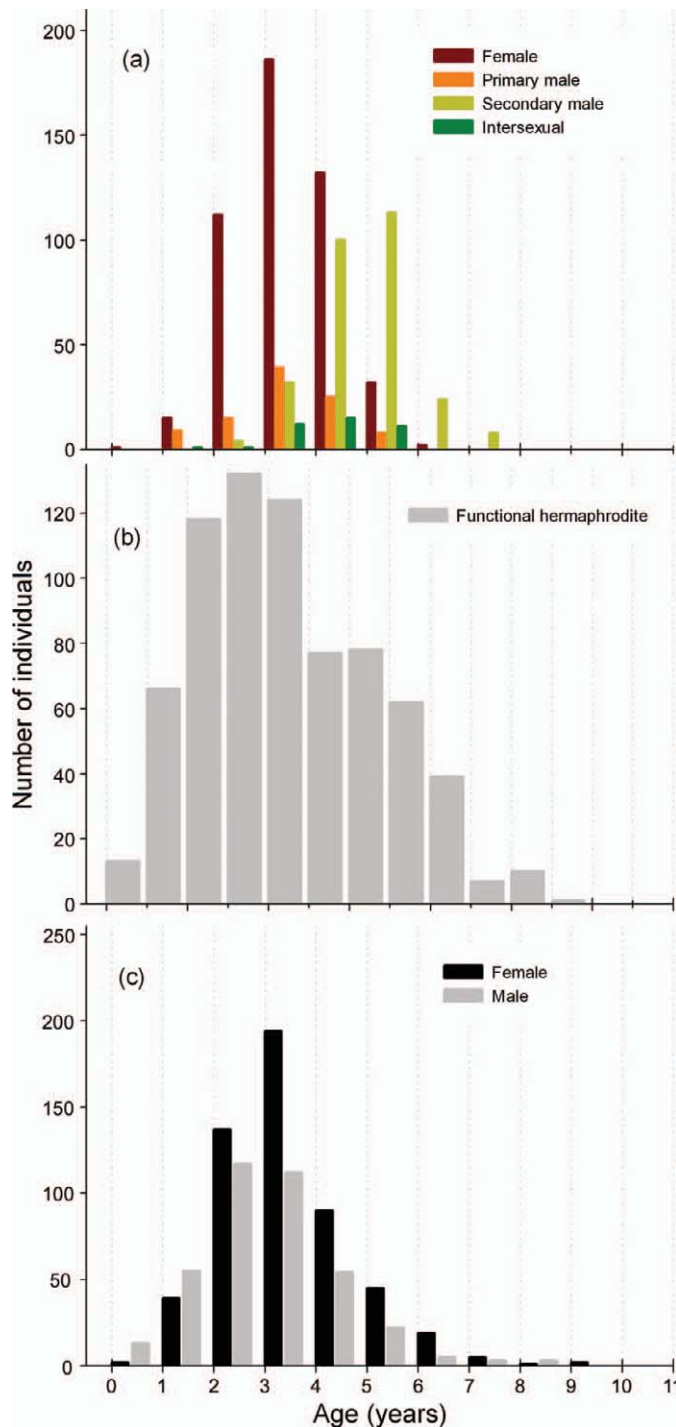 200
(a)
Female
Primary male
Secondary male
Intersexual
150
100
50
0
Number of individuals
120
(b)
Functional hermaphrodite
100
80
60
40
20
0
250
(c)
Female
Male
200
150
100
50
0
0 1 2 3 4 5 6 7 8 9 10 11
Age (years)